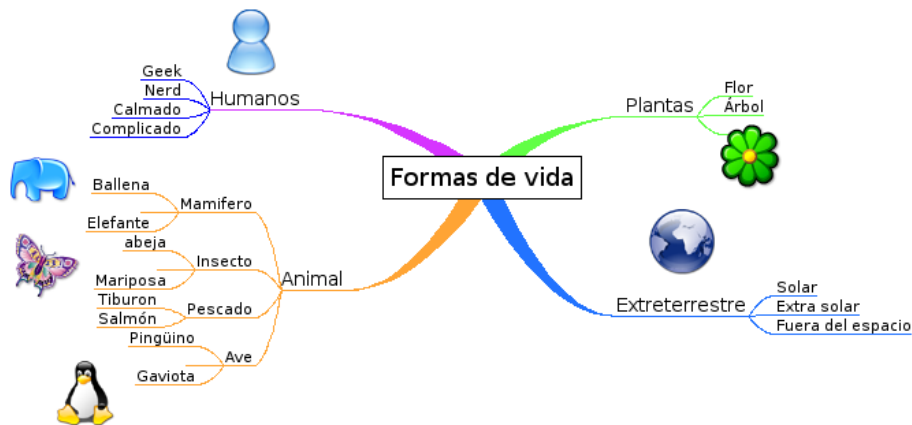 Formas de vida
Humanos
Geek
Nerd
Calmado
Complicado
Plantas
Flor
Árbol
Animal
Mamifero
Ballena
Elefante
Insecto
abeja
Mariposa
Pescado
Tiburon
Salmón
Ave
Pingüino
Gaviota
Extreterrestre
Solar
Extra solar
Fuera del espacio